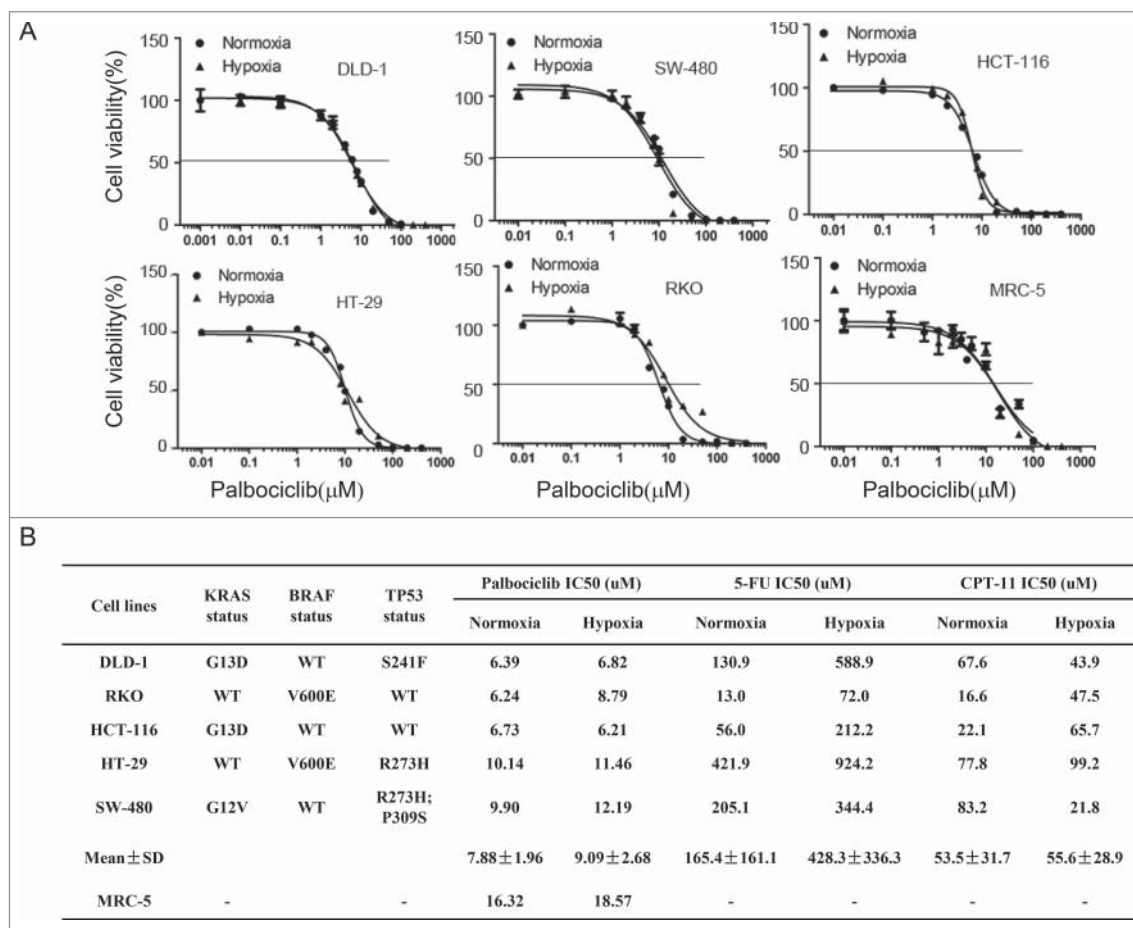 A
Cell viability(%)
150
100
50
0
Normoxia
Hypoxia
DLD-1
0.001 0.01 0.1 1 10 100 1000
150
100
50
0
Normoxia
Hypoxia
SW-480
0.01 0.1 1 10 100 1000
150
100
50
0
Normoxia
Hypoxia
HCT-116
0.01 0.1 1 10 100 1000
Cell viability(%)
150
100
50
0
Normoxia
Hypoxia
HT-29
0.01 0.1 1 10 100 1000
Palbociclib(μM)
150
100
50
0
Normoxia
Hypoxia
RKO
0.01 0.1 1 10 100 1000
Palbociclib(μM)
150
100
50
0
Normoxia
Hypoxia
MRC-5
0.01 0.1 1 10 100 1000
Palbociclib(μM)
B
Cell lines KRAS status BRAF status TP53 status Palbociclib IC50 (uM) 5-FU IC50 (uM) CPT-11 IC50 (uM)
Normoxia Hypoxia Normoxia Hypoxia Normoxia Hypoxia
DLD-1 G13D WT S241F 6.39 6.82 130.9 588.9 67.6 43.9
RKO WT V600E WT 6.24 8.79 13.0 72.0 16.6 47.5
HCT-116 G13D WT WT 6.73 6.21 56.0 212.2 22.1 65.7
HT-29 WT V600E R273H 10.14 11.46 421.9 924.2 77.8 99.2
SW-480 G12V WT R273H; P309S 9.90 12.19 205.1 344.4 83.2 21.8
Mean±SD 7.88±1.96 9.09±2.68 165.4±161.1 428.3±336.3 53.5±31.7 55.6±28.9
MRC-5 - - 16.32 18.57 - - - -